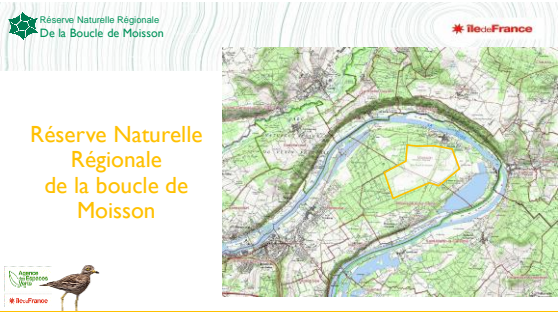 Réserve Naturelle Régionale
De la Boucle de Moisson
îledeFrance
Réserve Naturelle
Régionale
de la boucle de
Moisson
Agence
des Espaces
Verts
îledeFrance